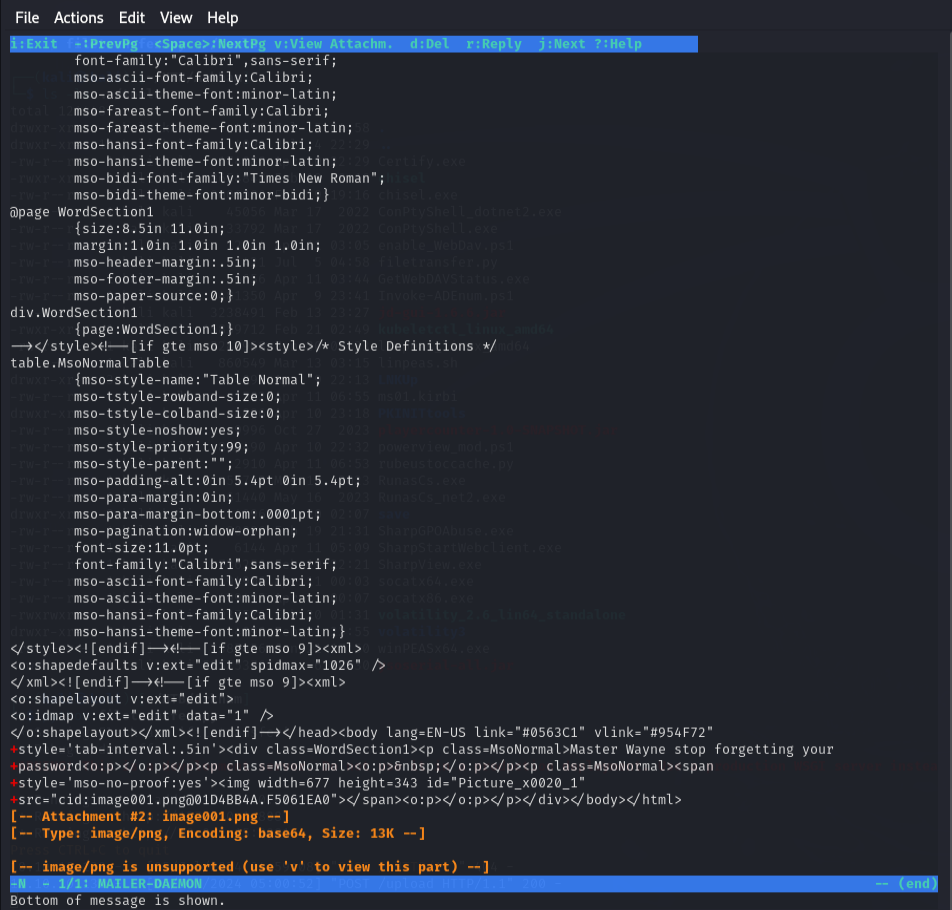 File Actions Edit View Help
i:Exit -:PrevPg <Space>:NextPg v:View Attachm. d:Del r:Reply j:Next ?:Help
font-family:"Calibri",sans-serif;
mso-ascii-font-family:Calibri;
mso-ascii-theme-font:minor-latin;
mso-fareast-font-family:Calibri;
mso-fareast-theme-font:minor-latin;
mso-hansi-font-family:Calibri;
mso-hansi-theme-font:minor-latin;
mso-bidi-font-family:"Times New Roman";
mso-bidi-theme-font:minor-bidi;}
@page WordSection1
{size:8.5in 11.0in;
margin:1.0in 1.0in 1.0in 1.0in;
mso-header-margin:.5in;
mso-footer-margin:.5in;
mso-paper-source:0;}
div.WordSection1
{page:WordSection1;}
--></style><!--[if gte mso 10]><style>/* Style Definitions */
table.MsoNormalTable
{mso-style-name:"Table Normal";
mso-tstyle-rowband-size:0;
mso-tstyle-colband-size:0;
mso-style-noshow:yes;
mso-style-priority:99;
mso-style-parent:"";
mso-padding-alt:0in 5.4pt 0in 5.4pt;
mso-para-margin:0in;
mso-para-margin-bottom:.0001pt;
mso-pagination:widow-orphan;
font-size:11.0pt;
font-family:"Calibri",sans-serif;
mso-ascii-font-family:Calibri;
mso-ascii-theme-font:minor-latin;
mso-hansi-font-family:Calibri;
mso-hansi-theme-font:minor-latin;}
</style><![endif]--><!--[if gte mso 9]><xml>
<o:shapedefaults v:ext="edit" spidmax="1026" />
</xml><![endif]--><!--[if gte mso 9]><xml>
<o:shapelayout v:ext="edit">
<o:idmap v:ext="edit" data="1" />
</o:shapelayout></xml><![endif]--></head><body lang=EN-US link="#0563C1" vlink="#954F72"
+style='tab-interval:.5in'><div class=WordSection1><p class=MsoNormal>Master Wayne stop forgetting your
+password<o:p></o:p></p><p class=MsoNormal><o:p>&nbsp;</o:p></p><p class=MsoNormal><span
+style='mso-no-proof:yes'><img width=677 height=343 id="Picture_x0020_1"
+src="cid:image001.png@01D4BB4A.F5061EA0"></span><o:p></o:p></p></div></body></html>
[-- Attachment #2: image001.png --]
[-- Type: image/png, Encoding: base64, Size: 13K --]
[-- image/png is unsupported (use 'v' to view this part) --]
-N - 1/1: MAILER-DAEMON -- (end)
Bottom of message is shown.